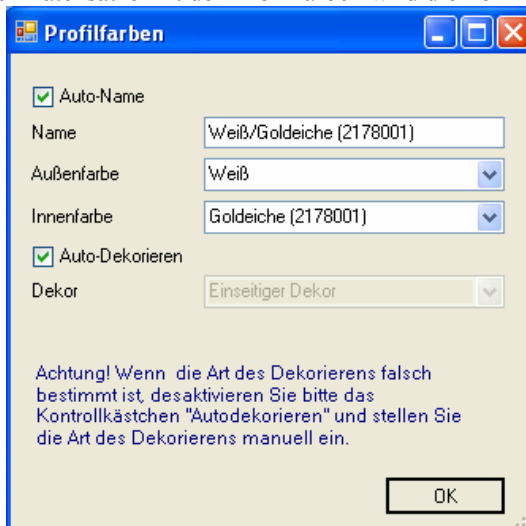 Profilfarben
Auto-Name
Name
Weiß/Goldeiche (2178001)
Außenfarbe
Weiß
Innenfarbe
Goldeiche (2178001)
Auto-Dekorieren
Dekor
Einseitiger Dekor
Achtung! Wenn die Art des Dekorierens falsch
bestimmt ist, desaktivieren Sie bitte das
Kontrollkästchen "Autodekorieren" und stellen Sie
die Art des Dekorierens manuell ein.
OK